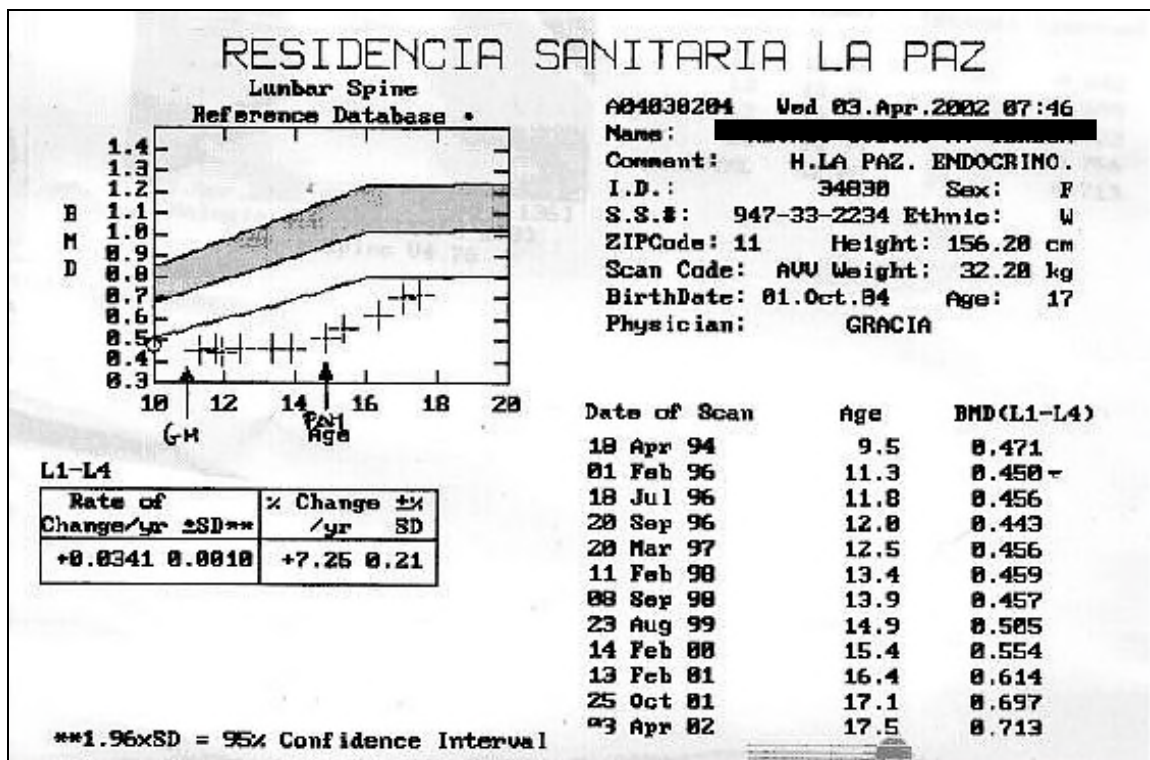 RESIDENCIA SANITARIA LA PAZ
Lumbar Spine
Reference Database •
1.4
1.3
1.2
1.1
1.0
0.9
0.8
0.7
0.6
0.5
0.4
0.3
B
M
D
10 12 14 16 18 20
GH PAM
Age
A04030204 Wed 03.Apr.2002 07:46
Name:
Comment: H.LA PAZ. ENDOCRINO.
I.D.: 34830 Sex: F
S.S.#: 947-33-2234 Ethnic: W
ZIPCode: 11 Height: 156.20 cm
Scan Code: AVV Weight: 32.20 kg
BirthDate: 01.Oct.84 Age: 17
Physician: GRACIA
L1-L4
Rate of Change/yr ±SD**
% Change /yr ±% SD
+0.0341 0.0010 +7.25 0.21
Date of Scan Age BMD(L1-L4)
18 Apr 94 9.5 0.471
01 Feb 96 11.3 0.450
18 Jul 96 11.8 0.456
20 Sep 96 12.0 0.443
20 Mar 97 12.5 0.456
11 Feb 98 13.4 0.459
08 Sep 98 13.9 0.457
23 Aug 99 14.9 0.505
14 Feb 00 15.4 0.554
13 Feb 01 16.4 0.614
25 Oct 01 17.1 0.697
3 Apr 02 17.5 0.713
**1.96xSD = 95% Confidence Interval